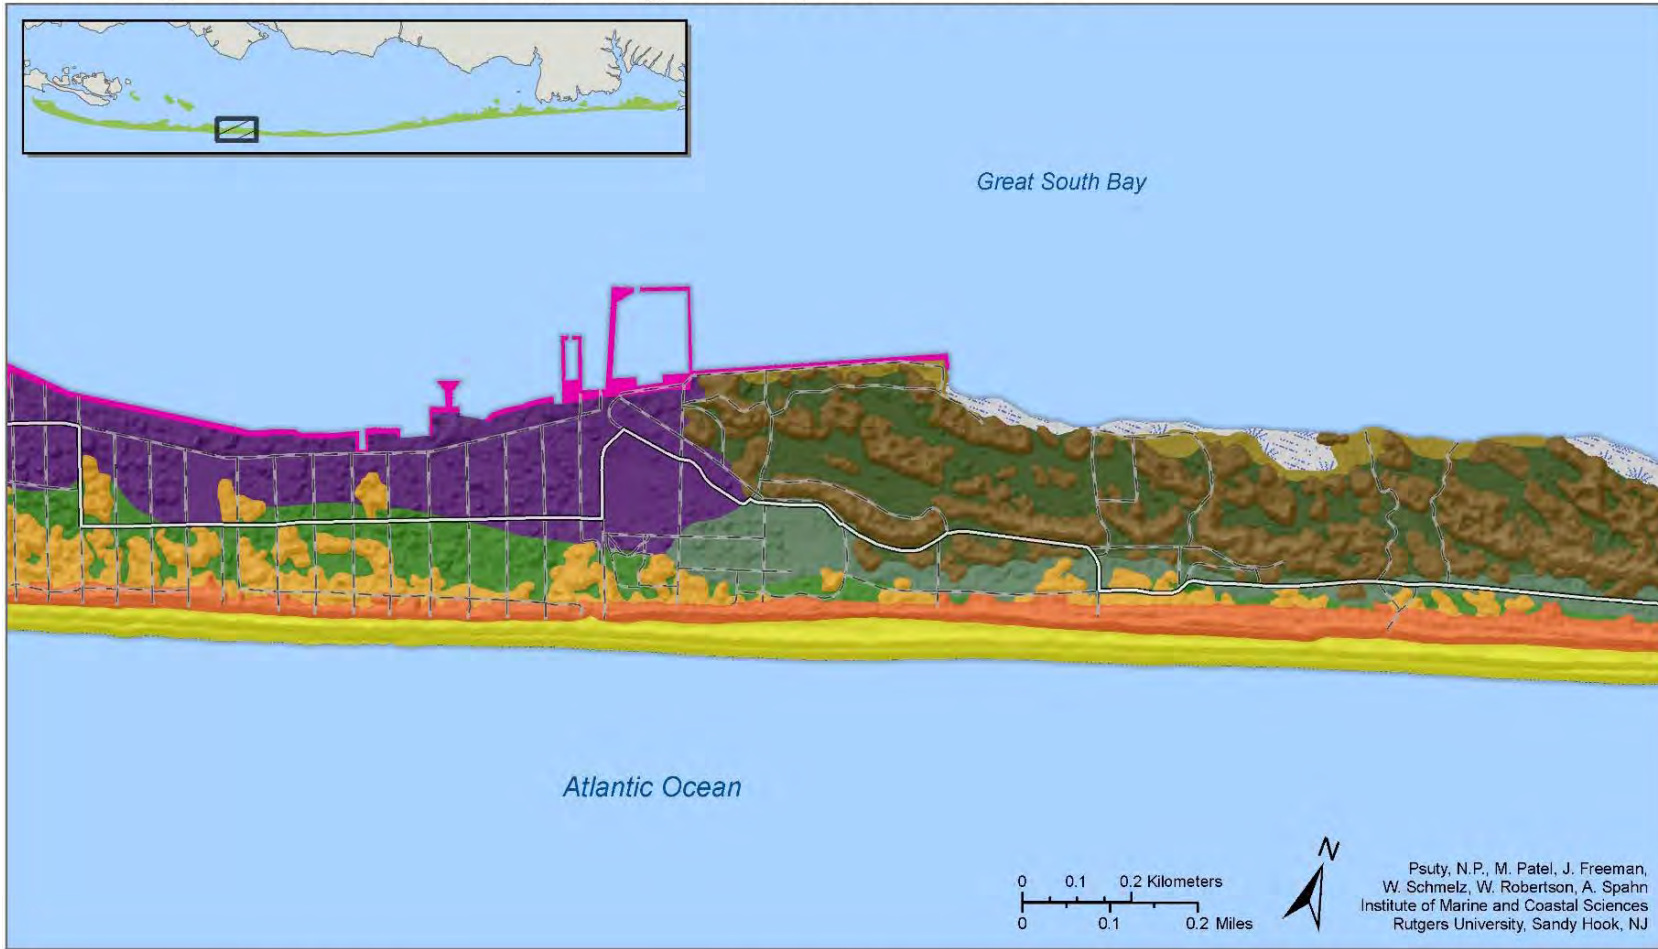 Great South Bay
Atlantic Ocean
0 0.1 0.2 Kilometers
0 0.1 0.2 Miles
N
Psuty, N.P., M. Patel, J. Freeman,
W. Schmelz, W. Robertson, A. Spahn
Institute of Marine and Coastal Sciences
Rutgers University, Sandy Hook, NJ